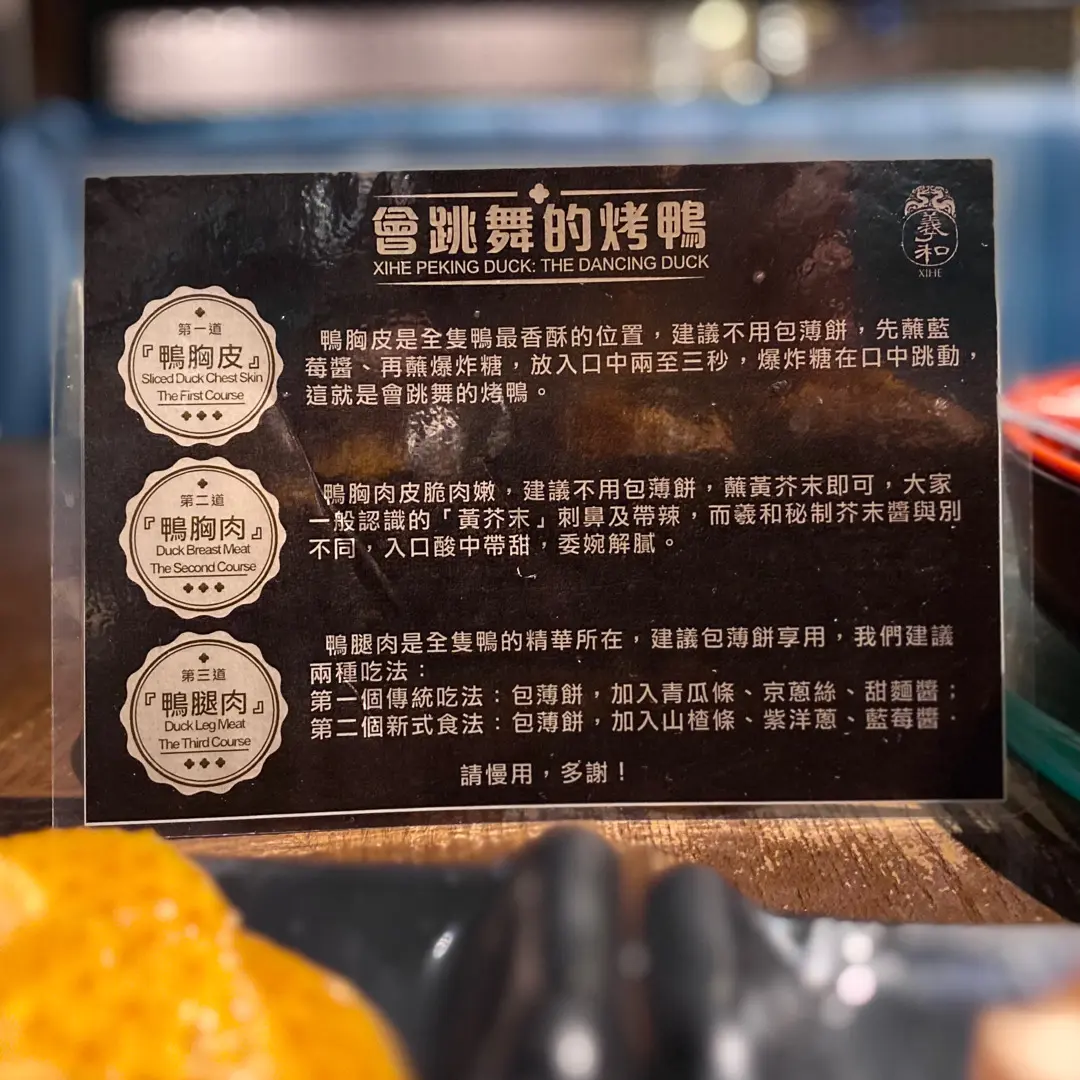 會跳舞的烤鴨
XIHE PEKING DUCK: THE DANCING DUCK
羲和
XIHE
第一道
『鴨胸皮』
Sliced Duck Chest Skin
The First Course
鴨胸皮是全隻鴨最香酥的位置，建議不用包薄餅，先蘸藍
莓醬、再蘸爆炸糖，放入口中兩至三秒，爆炸糖在口中跳動，
這就是會跳舞的烤鴨。
第二道
『鴨胸肉』
Duck Breast Meat
The Second Course
鴨胸肉皮脆肉嫩，建議不用包薄餅，蘸黃芥末即可，大家
一般認識的「黃芥末」刺鼻及帶辣，而羲和秘制芥末醬與別
不同，入口酸中帶甜，委婉解膩。
第三道
『鴨腿肉』
Duck Leg Meat
The Third Course
鴨腿肉是全隻鴨的精華所在，建議包薄餅享用，我們建議
兩種吃法：
第一個傳統吃法：包薄餅，加入青瓜條、京蔥絲、甜麵醬；
第二個新式食法：包薄餅，加入山楂條、紫洋蔥、藍莓醬．
請慢用，多謝！